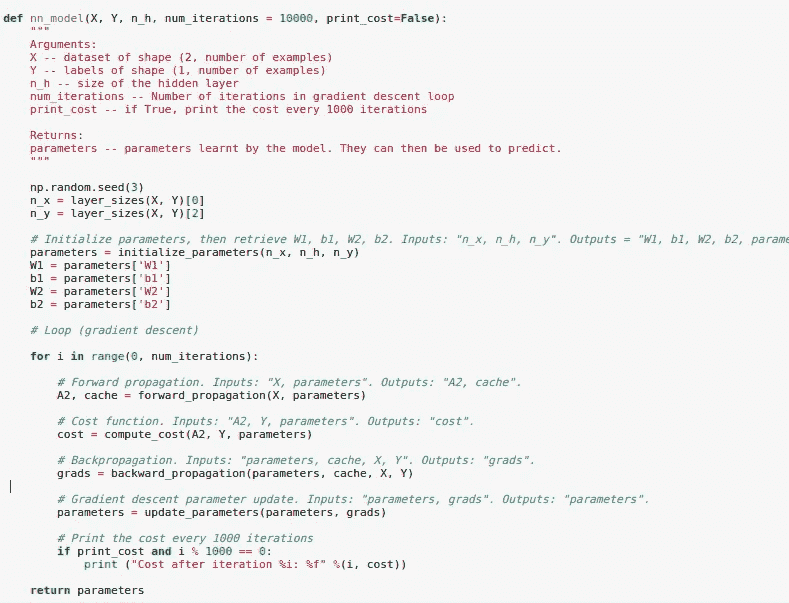 def nn_model(X, Y, n_h, num_iterations = 10000, print_cost=False):
"""
Arguments:
X -- dataset of shape (2, number of examples)
Y -- labels of shape (1, number of examples)
n_h -- size of the hidden layer
num_iterations -- Number of iterations in gradient descent loop
print_cost -- if True, print the cost every 1000 iterations
Returns:
parameters -- parameters learnt by the model. They can then be used to predict.
"""
np.random.seed(3)
n_x = layer_sizes(X, Y)[0]
n_y = layer_sizes(X, Y)[2]
# Initialize parameters, then retrieve W1, b1, W2, b2. Inputs: "n_x, n_h, n_y". Outputs = "W1, b1, W2, b2, parame
parameters = initialize_parameters(n_x, n_h, n_y)
W1 = parameters['W1']
b1 = parameters['b1']
W2 = parameters['W2']
b2 = parameters['b2']
# Loop (gradient descent)
for i in range(0, num_iterations):
# Forward propagation. Inputs: "X, parameters". Outputs: "A2, cache".
A2, cache = forward_propagation(X, parameters)
# Cost function. Inputs: "A2, Y, parameters". Outputs: "cost".
cost = compute_cost(A2, Y, parameters)
# Backpropagation. Inputs: "parameters, cache, X, Y". Outputs: "grads".
grads = backward_propagation(parameters, cache, X, Y)
# Gradient descent parameter update. Inputs: "parameters, grads". Outputs: "parameters".
parameters = update_parameters(parameters, grads)
# Print the cost every 1000 iterations
if print_cost and i % 1000 == 0:
print ("Cost after iteration %i: %f" %(i, cost))
return parameters